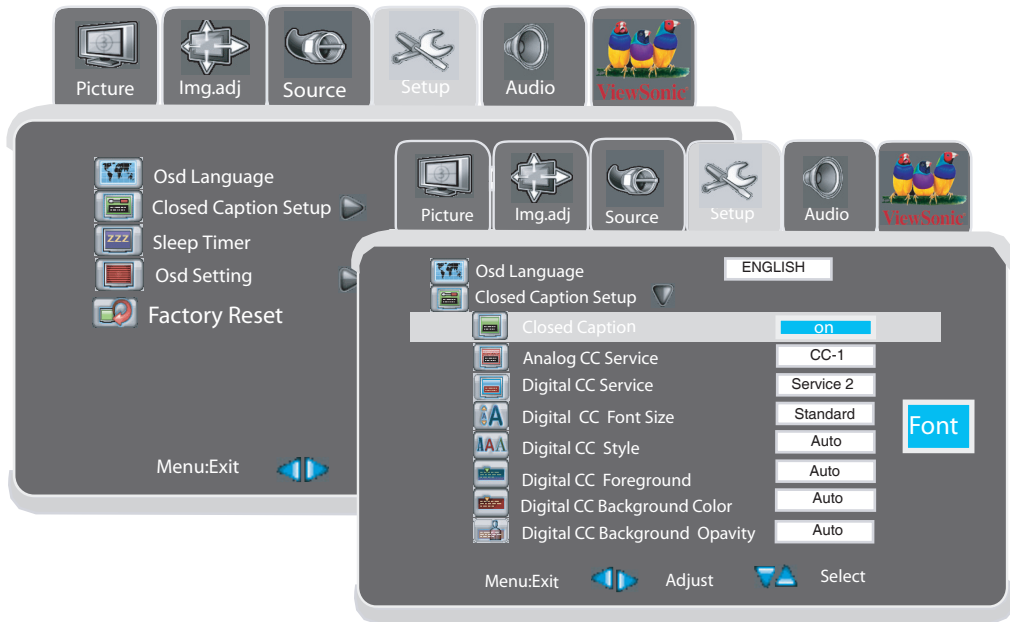 Picture
Img.adj
Source
Setup
Audio
ViewSonic
Osd Language
Closed Caption Setup
zzz
Sleep Timer
Osd Setting
Factory Reset
Menu:Exit
Picture
Img.adj
Source
Setup
Audio
ViewSonic
Osd Language ENGLISH
Closed Caption Setup
Closed Caption on
Analog CC Service CC-1
Digital CC Service Service 2
Digital CC Font Size Standard
Digital CC Style Auto
Digital CC Foreground Auto
Digital CC Background Color Auto
Digital CC Background Opavity Auto
Font
Menu:Exit Adjust Select